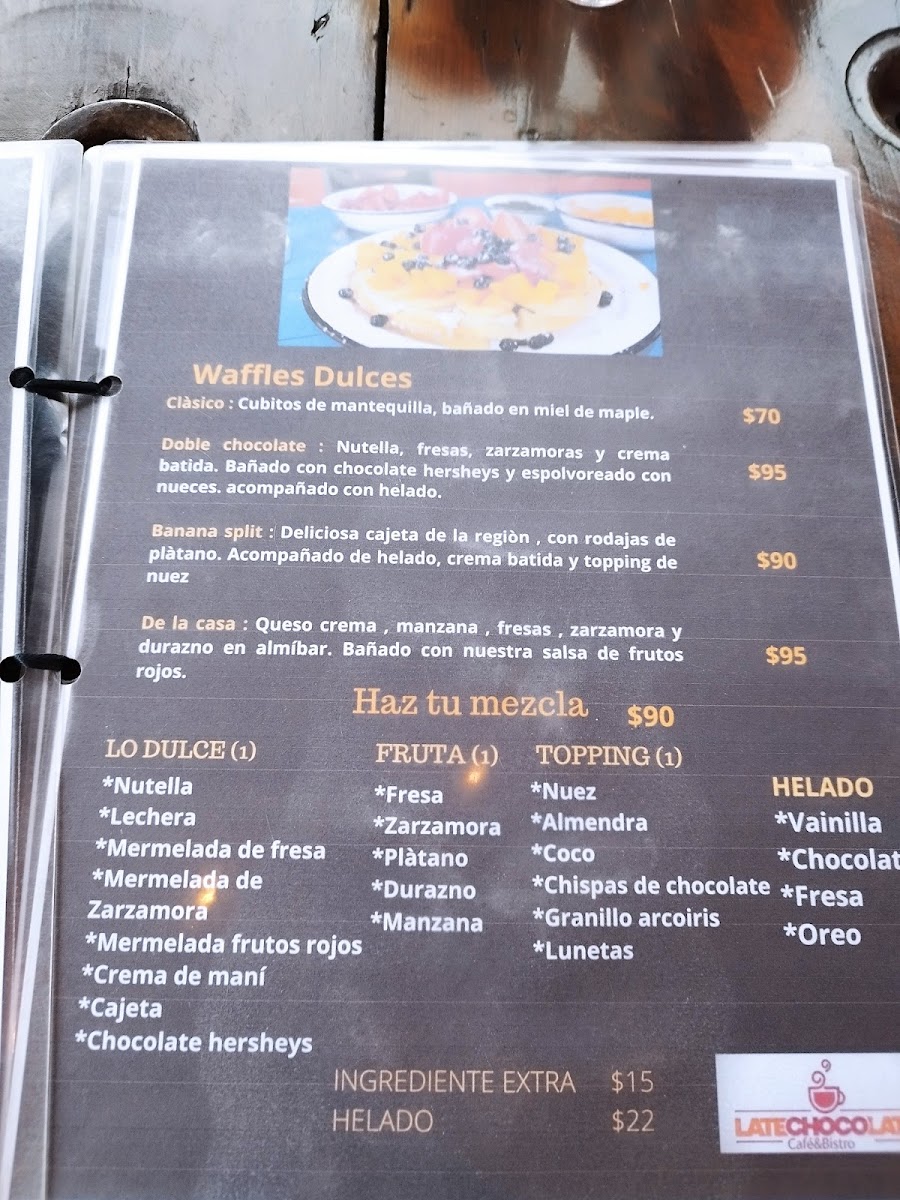 Waffles Dulces
Clàsico : Cubitos de mantequilla, bañado en miel de maple. $70
Doble chocolate : Nutella, fresas, zarzamoras y crema
batida. Bañado con chocolate hersheys y espolvoreado con $95
nueces. acompañado con helado.
Banana split : Deliciosa cajeta de la regiòn , con rodajas de
plàtano. Acompañado de helado, crema batida y topping de $90
nuez
De la casa : Queso crema , manzana , fresas , zarzamora y
durazno en almíbar. Bañado con nuestra salsa de frutos $95
rojos.
Haz tu mezcla $90
LO DULCE (1)
*Nutella
*Lechera
*Mermelada de fresa
*Mermelada de
Zarzamora
*Mermelada frutos rojos
*Crema de maní
*Cajeta
*Chocolate hersheys
FRUTA (1)
*Fresa
*Zarzamora
*Plàtano
*Durazno
*Manzana
TOPPING (1)
*Nuez
*Almendra
*Coco
*Chispas de chocolate
*Granillo arcoiris
*Lunetas
HELADO
*Vainilla
*Chocolat
*Fresa
*Oreo
INGREDIENTE EXTRA $15
HELADO $22
LATECHOCOLAT
Café&Bistro